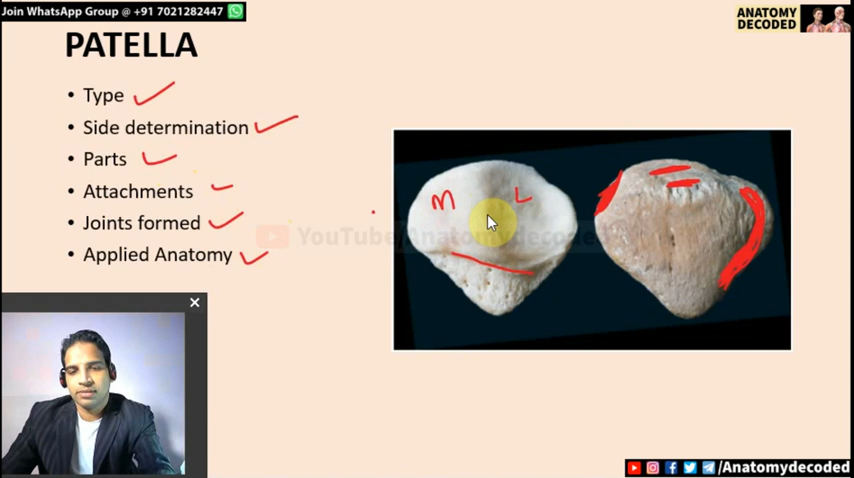 Join WhatsApp Group @ +91 7021282447
ANATOMY
DECODED
PATELLA
• Type
• Side determination
• Parts
• Attachments
• Joints formed
• Applied Anatomy
M
L
YouTube/Anatomydecoded
/Anatomydecoded